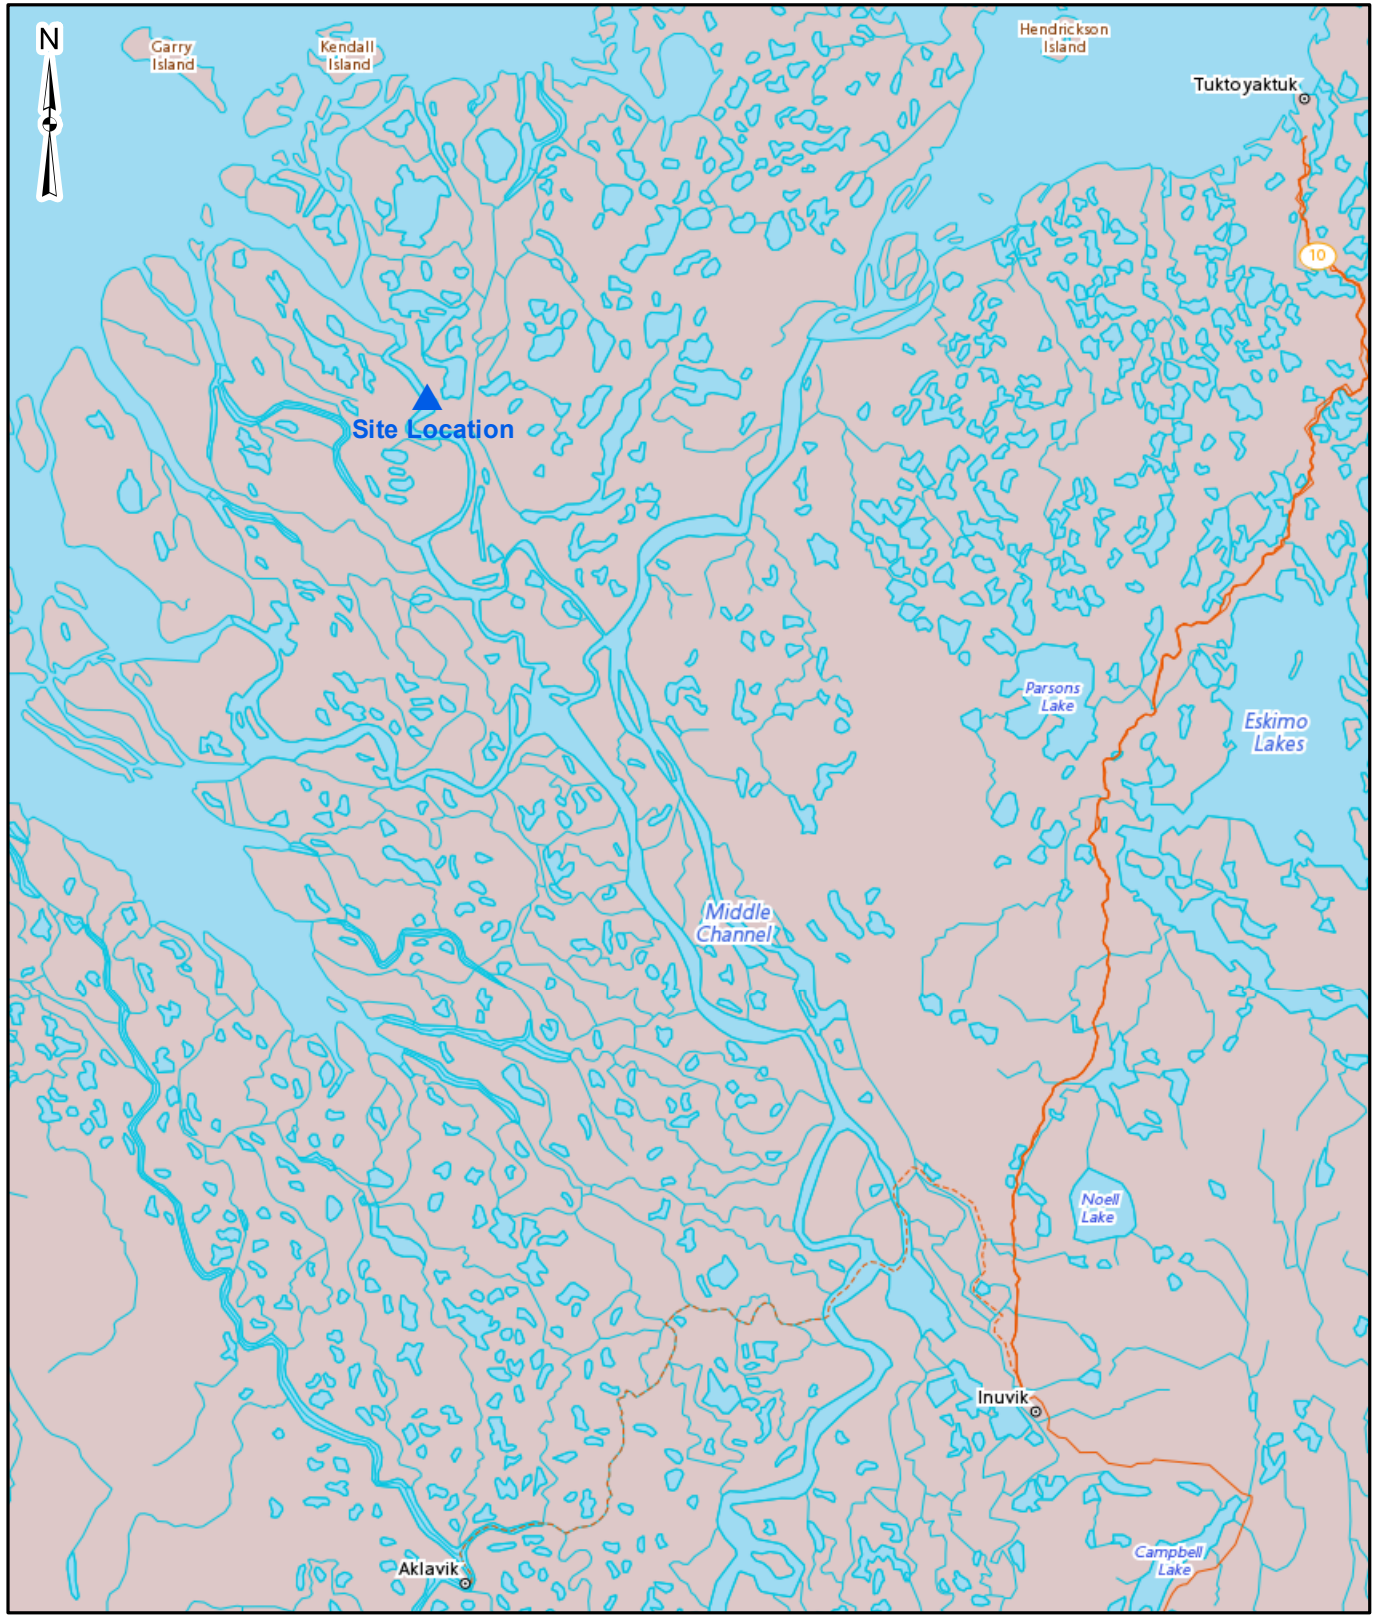 N
Garry
Island
Kendall
Island
Hendrickson
Island
Tuktoyaktuk
10
Site Location
Parsons
Lake
Eskimo
Lakes
Middle
Channel
Noell
Lake
Inuvik
Campbell
Lake
Aklavik